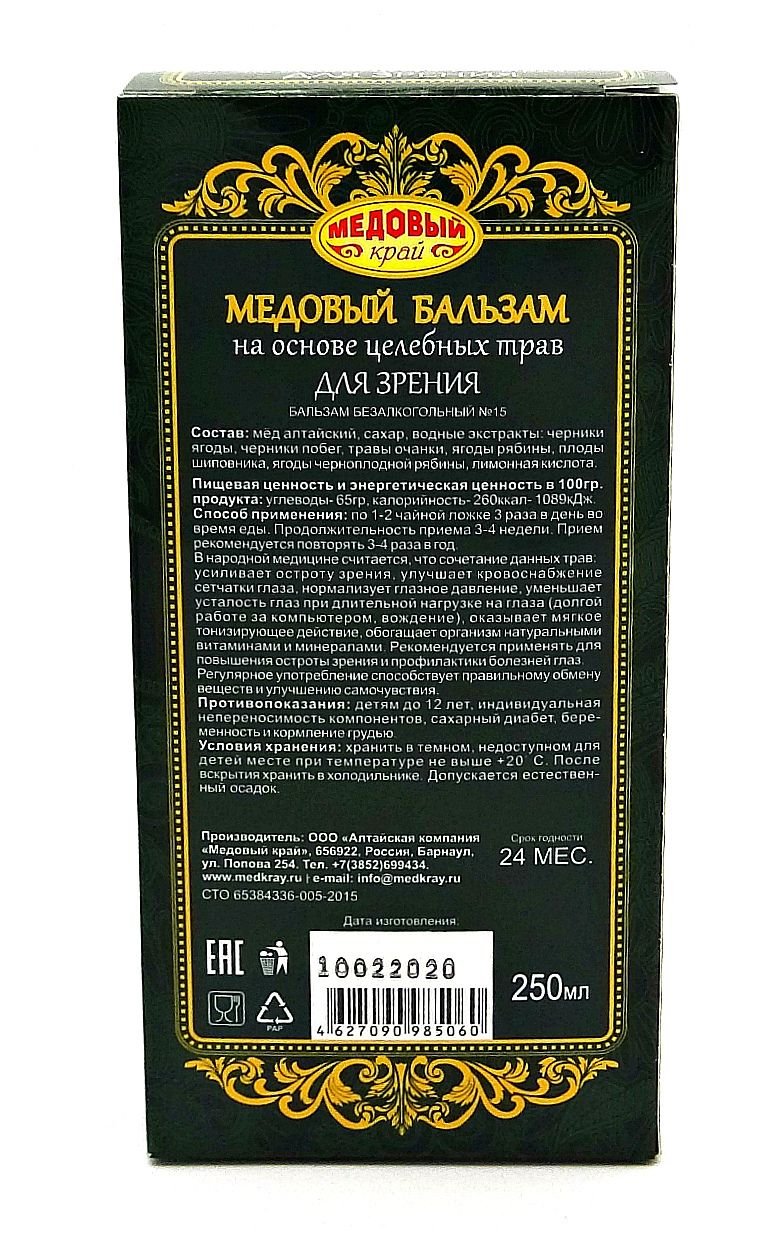 ДЛЯ ЗРЕНИЯ
МЕДОВЫЙ
край
МЕДОВЫЙ БАЛЬЗАМ
на основе целебных трав
ДЛЯ ЗРЕНИЯ
БАЛЬЗАМ БЕЗАЛКОГОЛЬНЫЙ №15
Состав: мёд алтайский, сахар, водные экстракты: черники
ягоды, черники побег, травы очанки, ягоды рябины, плоды
шиповника, ягоды черноплодной рябины, лимонная кислота.
Пищевая ценность и энергетическая ценность в 100гр.
продукта: углеводы- 65гр, калорийность- 260ккал- 1089кДж.
Способ применения: по 1-2 чайной ложке 3 раза в день во
время еды. Продолжительность приема 3-4 недели. Прием
рекомендуется повторять 3-4 раза в год.
В народной медицине считается, что сочетание данных трав:
усиливает остроту зрения, улучшает кровоснабжение
сетчатки глаза, нормализует глазное давление, уменьшает
усталость глаз при длительной нагрузке на глаза (долгой
работе за компьютером, вождение), оказывает мягкое
тонизирующее действие, обогащает организм натуральными
витаминами и минералами. Рекомендуется применять для
повышения остроты зрения и профилактики болезней глаз.
Регулярное употребление способствует правильному обмену
веществ и улучшению самочувствия.
Противопоказания: детям до 12 лет, индивидуальная
непереносимость компонентов, сахарный диабет, бере-
менность и кормление грудью.
Условия хранения: хранить в темном, недоступном для
детей месте при температуре не выше +20° С. После
вскрытия хранить в холодильнике. Допускается естествен-
ный осадок.
Производитель: ООО «Алтайская компания
«Медовый край», 656922, Россия, Барнаул,
ул. Попова 254. Тел. +7(3852)699434.
www.medkray.ru | e-mail: info@medkray.ru
СТО 65384336-005-2015
Срок годности
24 МЕС.
Дата изготовления:
EAC
10022020
4 627090 985060
PAP
250мл